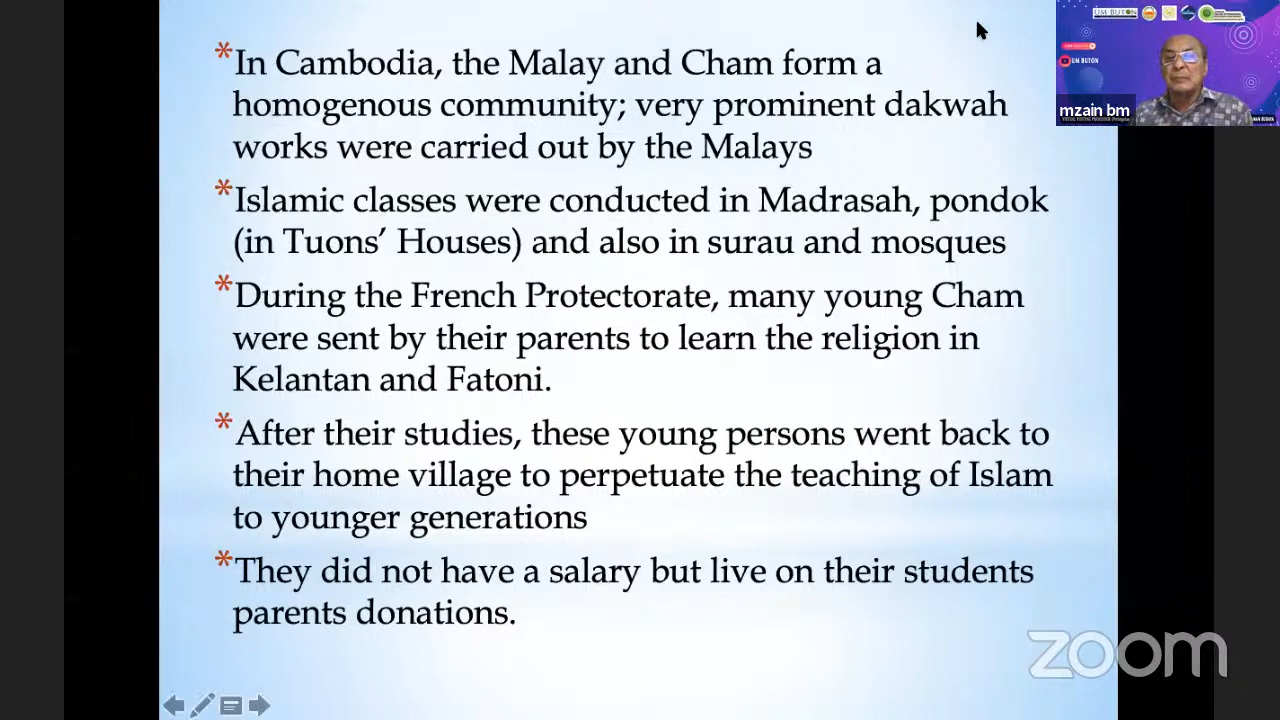 *In Cambodia, the Malay and Cham form a
homogenous community; very prominent dakwah
works were carried out by the Malays
*Islamic classes were conducted in Madrasah, pondok
(in Tuons’ Houses) and also in surau and mosques
*During the French Protectorate, many young Cham
were sent by their parents to learn the religion in
Kelantan and Fatoni.
*After their studies, these young persons went back to
their home village to perpetuate the teaching of Islam
to younger generations
*They did not have a salary but live on their students
parents donations.
UM BUTON
UM BUTON
mzain bm
zoom